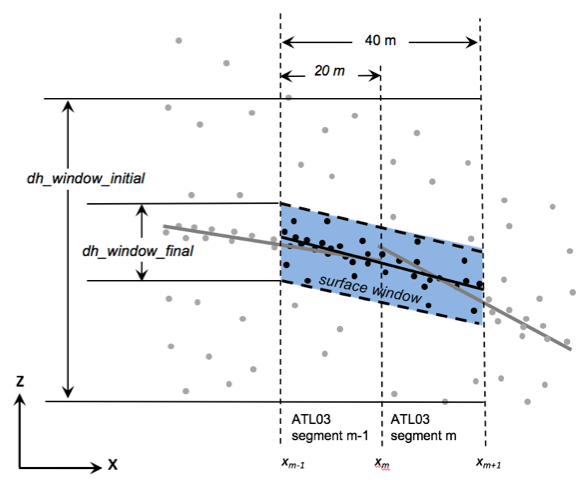 40 m
20 m
dh_window_initial
dh_window_final
surface window
Z
ATL03
segment m-1
ATL03
segment m
X
xm-1
xm
xm+1